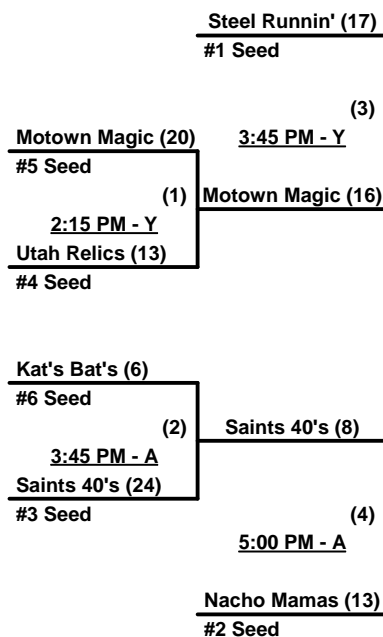 Steel Runnin' (17)
#1 Seed
(3)
3:45 PM - Y
Motown Magic (20)
#5 Seed
(1)
2:15 PM - Y
Motown Magic (16)
Utah Relics (13)
#4 Seed
Kat's Bat's (6)
#6 Seed
(2)
3:45 PM - A
Saints 40's (8)
Saints 40's (24)
#3 Seed
(4)
5:00 PM - A
Nacho Mamas (13)
#2 Seed